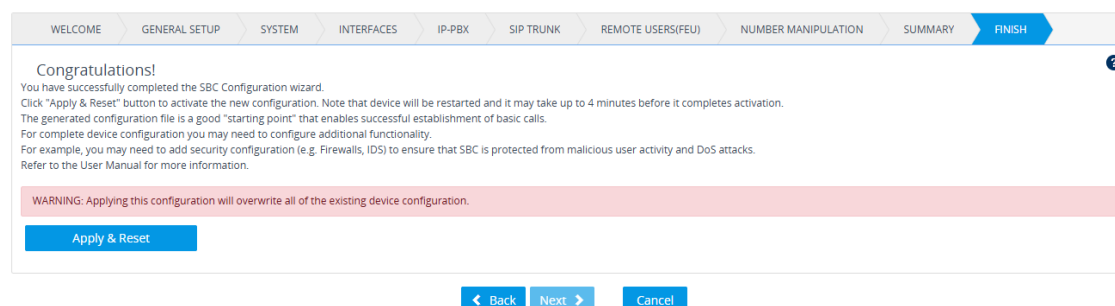 WELCOME GENERAL SETUP SYSTEM INTERFACES IP-PBX SIP TRUNK REMOTE USERS(FEU) NUMBER MANIPULATION SUMMARY FINISH
Congratulations!
You have successfully completed the SBC Configuration wizard.
Click "Apply & Reset" button to activate the new configuration. Note that device will be restarted and it may take up to 4 minutes before it completes activation.
The generated configuration file is a good "starting point" that enables successful establishment of basic calls.
For complete device configuration you may need to configure additional functionality.
For example, you may need to add security configuration (e.g. Firewalls, IDS) to ensure that SBC is protected from malicious user activity and DoS attacks.
Refer to the User Manual for more information.
WARNING: Applying this configuration will overwrite all of the existing device configuration.
Apply & Reset
Back Next Cancel